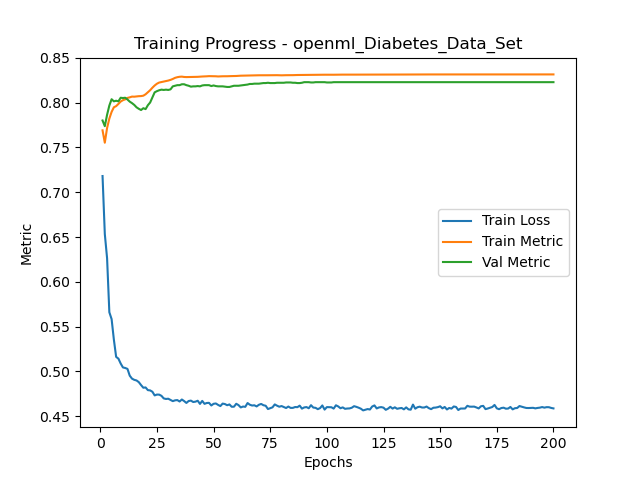 Training Progress - openml_Diabetes_Data_Set
0.85
0.80
0.75
0.70
0.65
0.60
0.55
0.50
0.45
Metric
Train Loss
Train Metric
Val Metric
0 25 50 75 100 125 150 175 200
Epochs